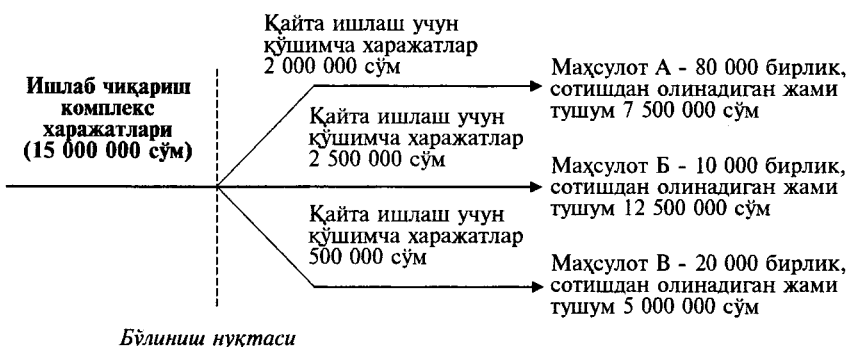 Ишлаб чиқариш
комплекс
харажатлари
(15 000 000 сўм)
Қайта ишлаш учун
қўшимча харажатлар
2 000 000 сўм
Маҳсулот А - 80 000 бирлик,
сотишдан олинадиган жами
тушум 7 500 000 сўм
Қайта ишлаш учун
қўшимча харажатлар
2 500 000 сўм
Маҳсулот Б - 10 000 бирлик,
сотишдан олинадиган жами
тушум 12 500 000 сўм
Қайта ишлаш учун
қўшимча харажатлар
500 000 сўм
Маҳсулот В - 20 000 бирлик,
сотишдан олинадиган жами
тушум 5 000 000 сўм
Бўлиниш нуқтаси